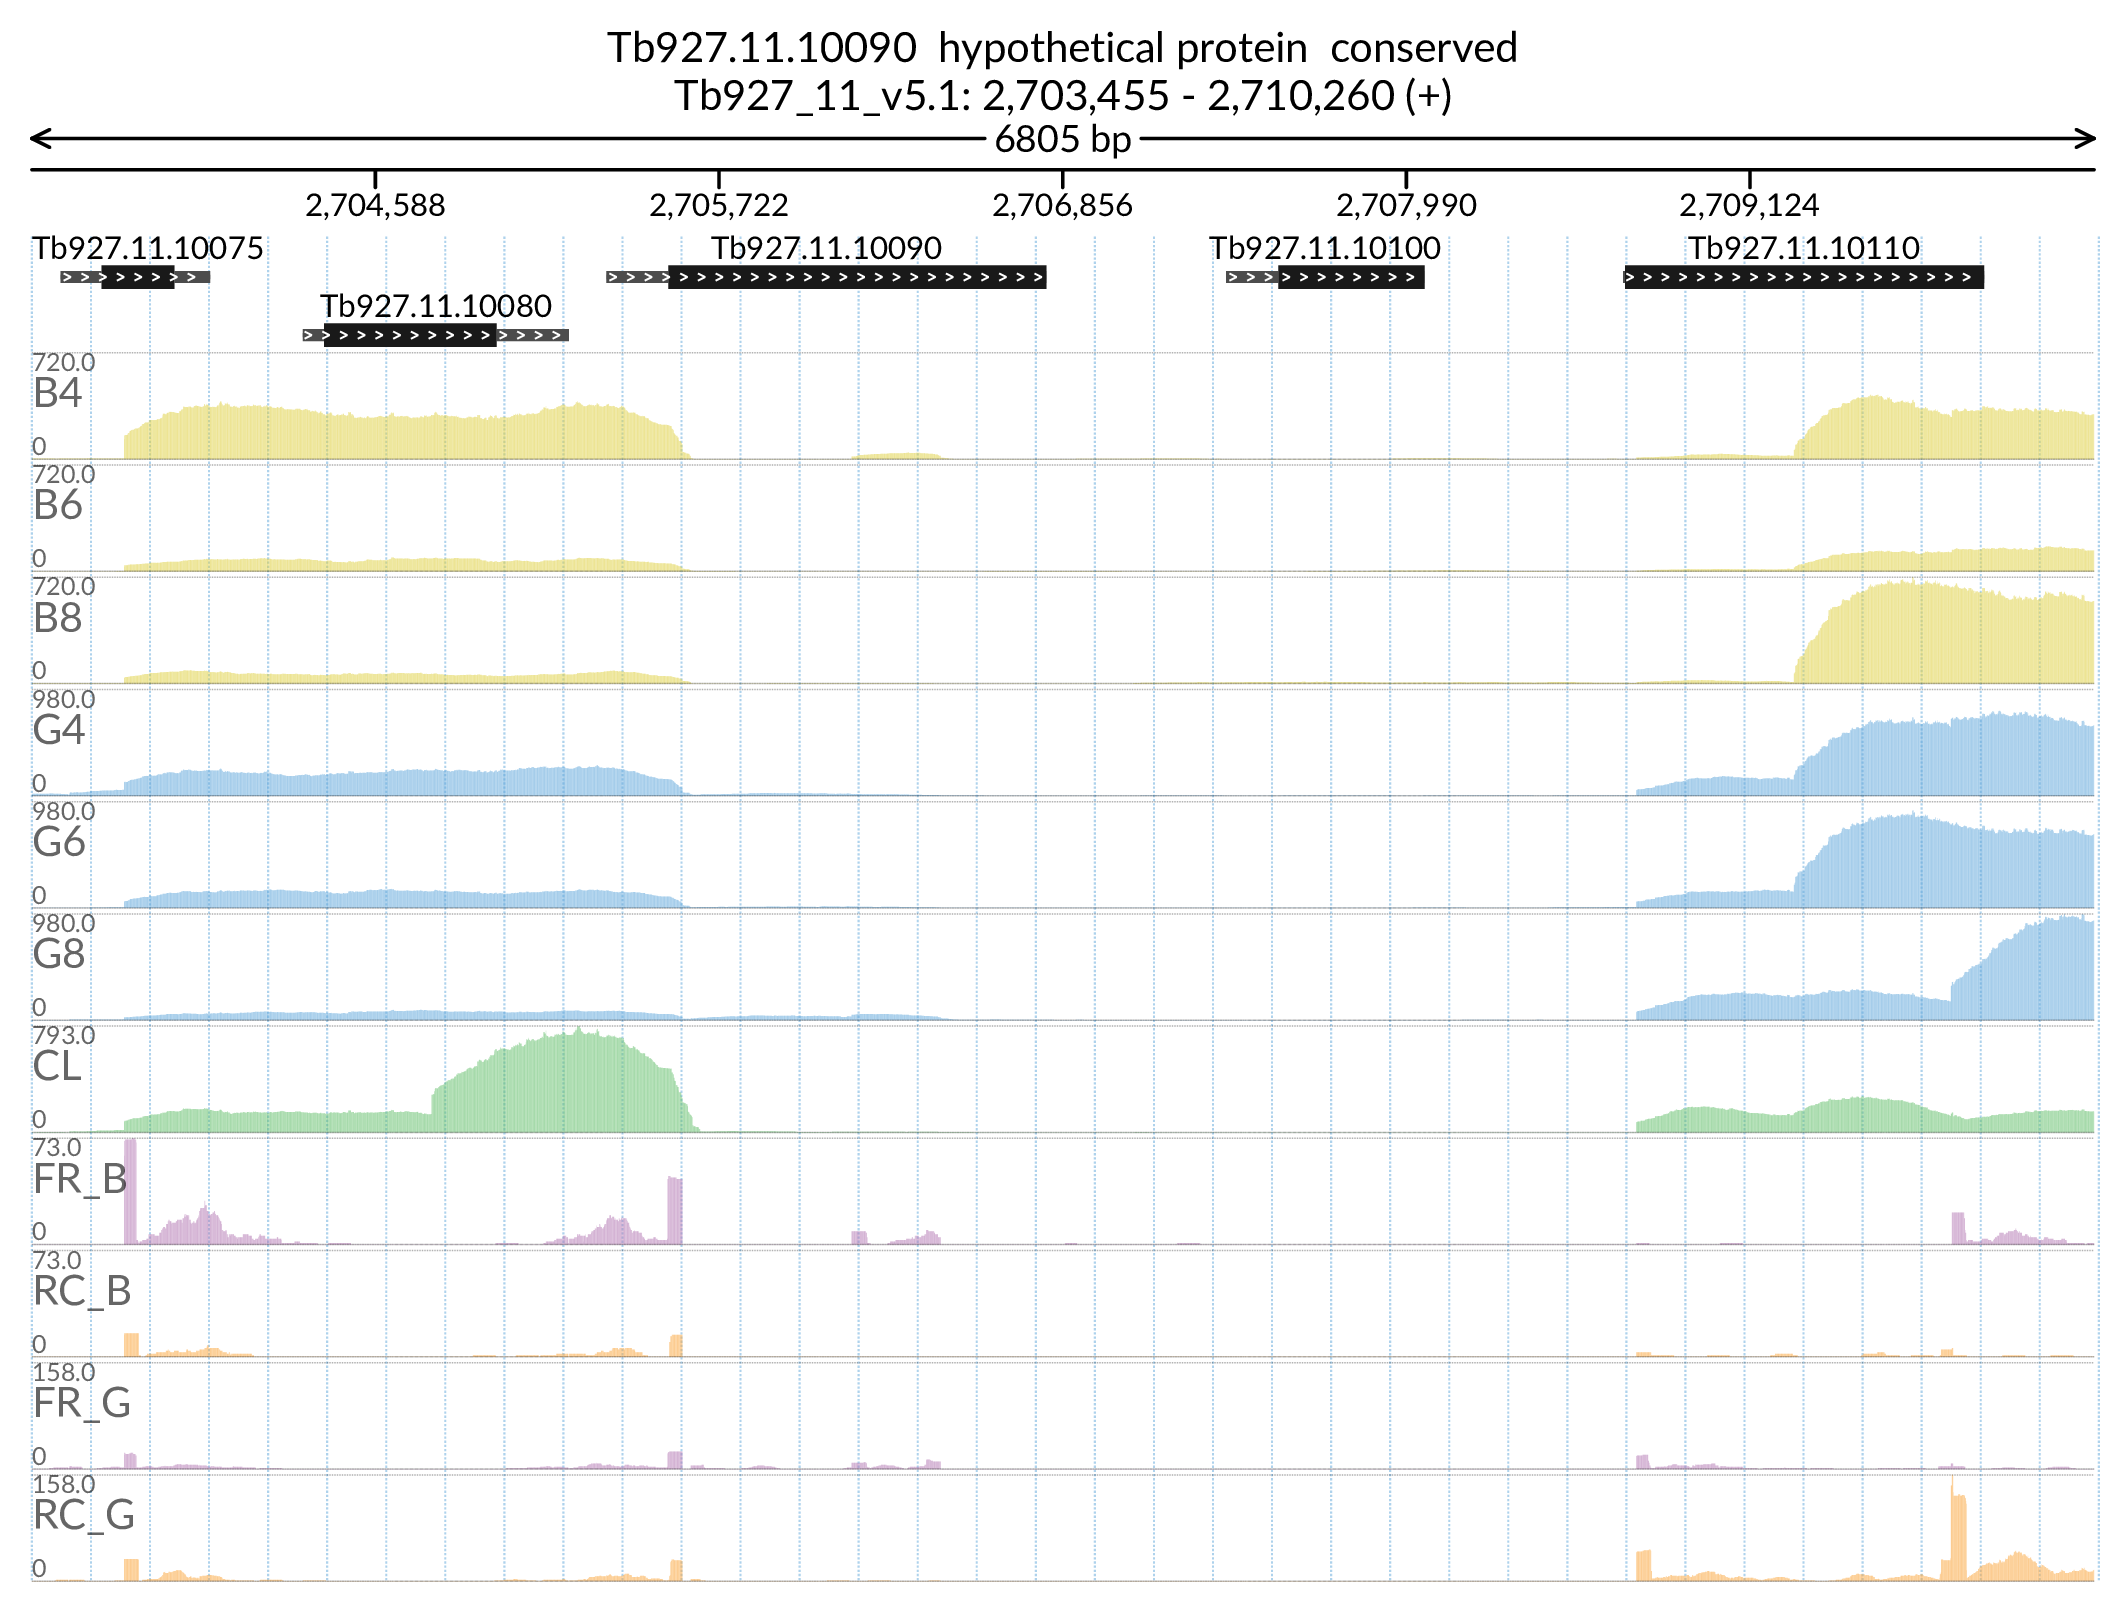 Tb927.11.10090 hypothetical protein conserved
Tb927_11_v5.1: 2,703,455 - 2,710,260 (+)
6805 bp
2,704,588 2,705,722 2,706,856 2,707,990 2,709,124
Tb927.11.10075 Tb927.11.10090 Tb927.11.10100 Tb927.11.10110
Tb927.11.10080
720.0
B4
0
720.0
B6
0
720.0
B8
0
980.0
G4
0
980.0
G6
0
980.0
G8
0
793.0
CL
0
73.0
FR_B
0
73.0
RC_B
0
158.0
FR_G
0
158.0
RC_G
0